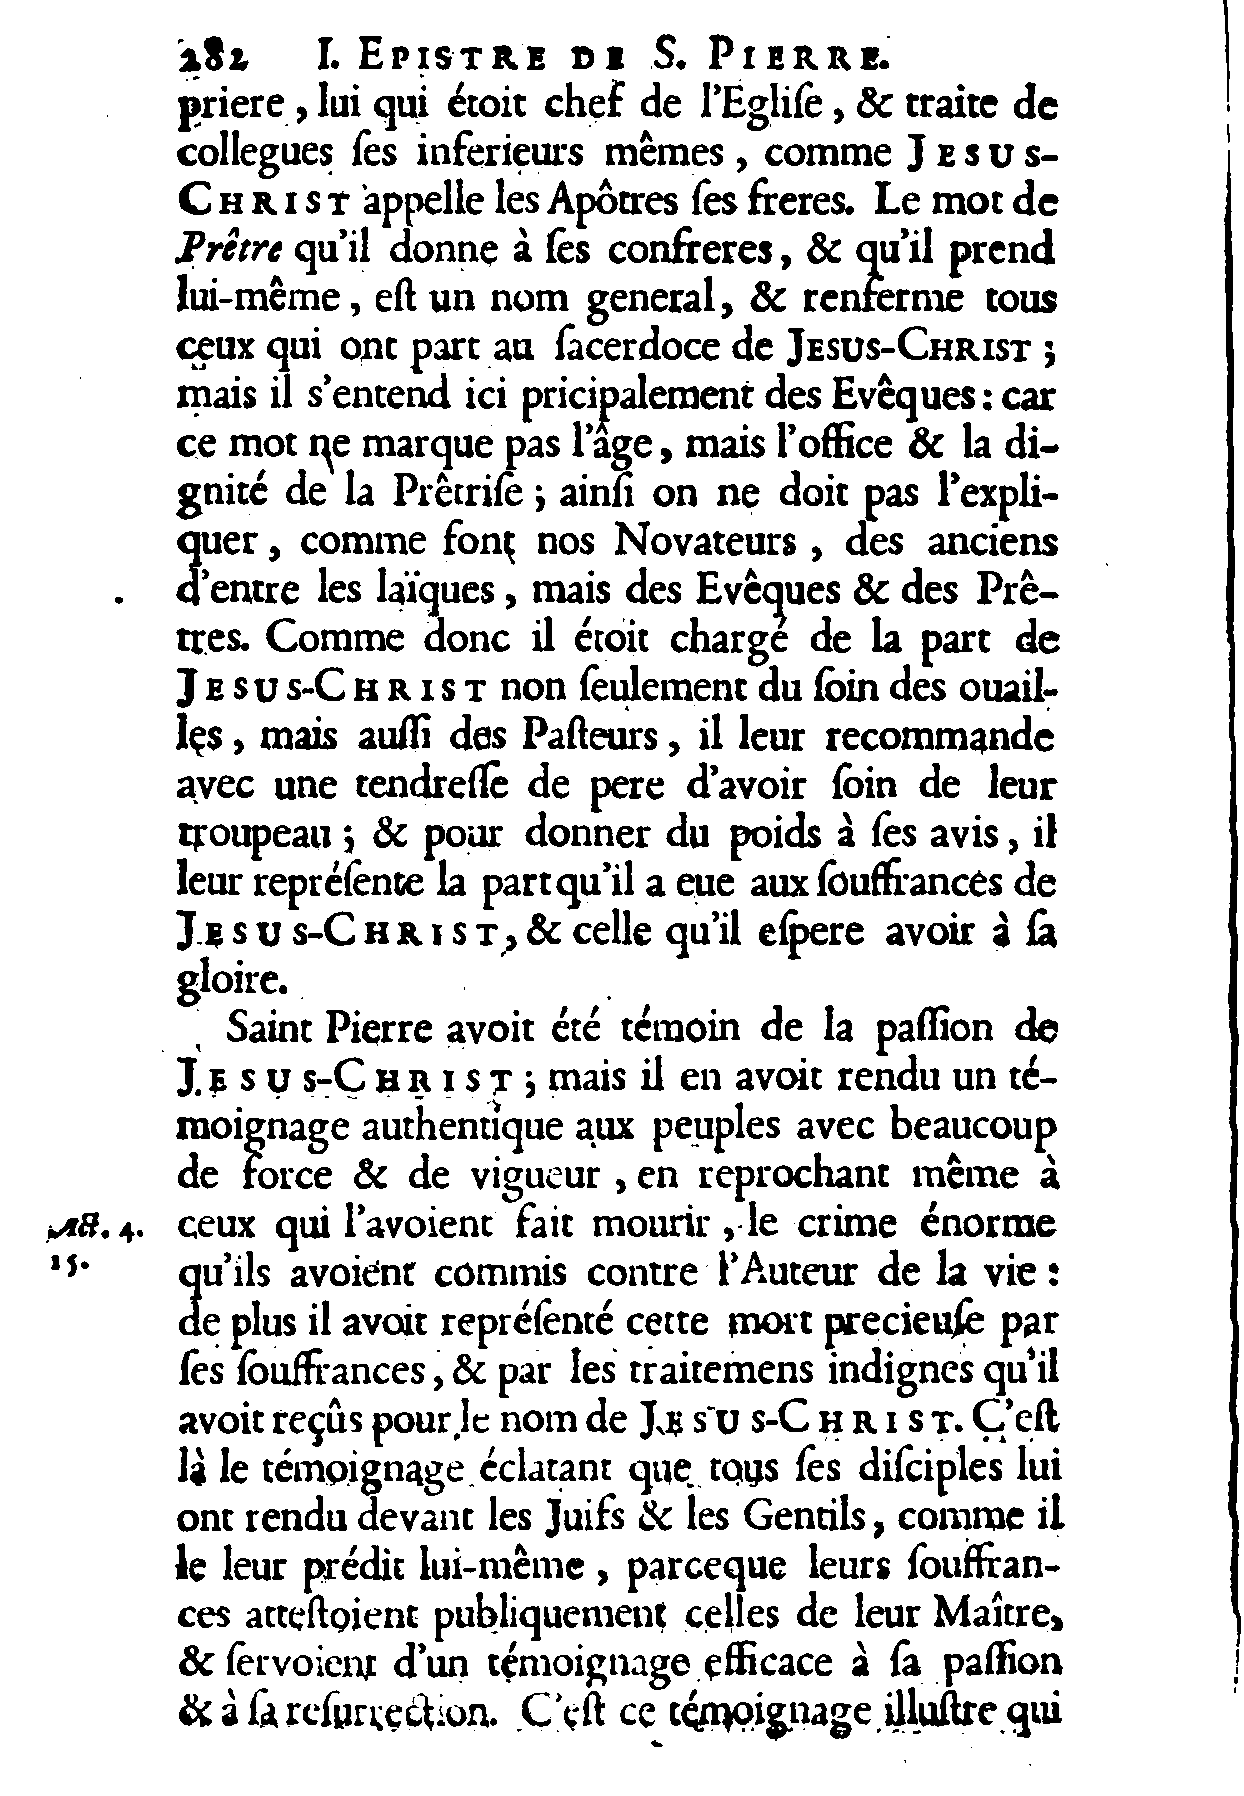 282 I. EPISTRE DE S. PIERRE.
priere, lui qui étoit chef de l'Egliſe, & traite de
collegues ſes inferieurs mêmes, comme JESUS-
CHRIST appelle les Apôtres ſes freres. Le mot de
Prêtre qu'il donne à ſes confreres, & qu'il prend
lui-même, eſt un nom general, & renferme tous
ceux qui ont part au ſacerdoce de JESUS-CHRIST ;
mais il s'entend ici pricipalement des Evêques : car
ce mot ne marque pas l'âge, mais l'office & la di-
gnité de la Prêtriſe ; ainſi on ne doit pas l'expli-
quer, comme font nos Novateurs, des anciens
d'entre les laïques, mais des Evêques & des Prê-
tres. Comme donc il étoit chargé de la part de
JESUS-CHRIST non ſeulement du ſoin des ouail-
les, mais auſſi des Paſteurs, il leur recommande
avec une tendreſſe de pere d'avoir ſoin de leur
troupeau ; & pour donner du poids à ſes avis, il
leur repréſente la part qu'il a eue aux ſouffrances de
JESUS-CHRIST, & celle qu'il eſpere avoir à ſa
gloire.
Saint Pierre avoit été témoin de la paſſion de
JESUS-CHRIST ; mais il en avoit rendu un té-
moignage authentique aux peuples avec beaucoup
de force & de vigueur, en reprochant même à
Act. 4. ceux qui l'avoient fait mourir, le crime énorme
15. qu'ils avoient commis contre l'Auteur de la vie :
de plus il avoit repréſenté cette mort precieuſe par
ſes ſouffrances, & par les traitemens indignes qu'il
avoit reçûs pour le nom de JESUS-CHRIST. C'eſt
là le témoignage éclatant que tous ſes diſciples lui
ont rendu devant les Juifs & les Gentils, comme il
le leur prédit lui-même, parceque leurs ſouffran-
ces atteſtoient publiquement celles de leur Maître,
& ſervoient d'un témoignage efficace à ſa paſſion
& à ſa reſurrection. C'eſt ce témoignage illuſtre qui